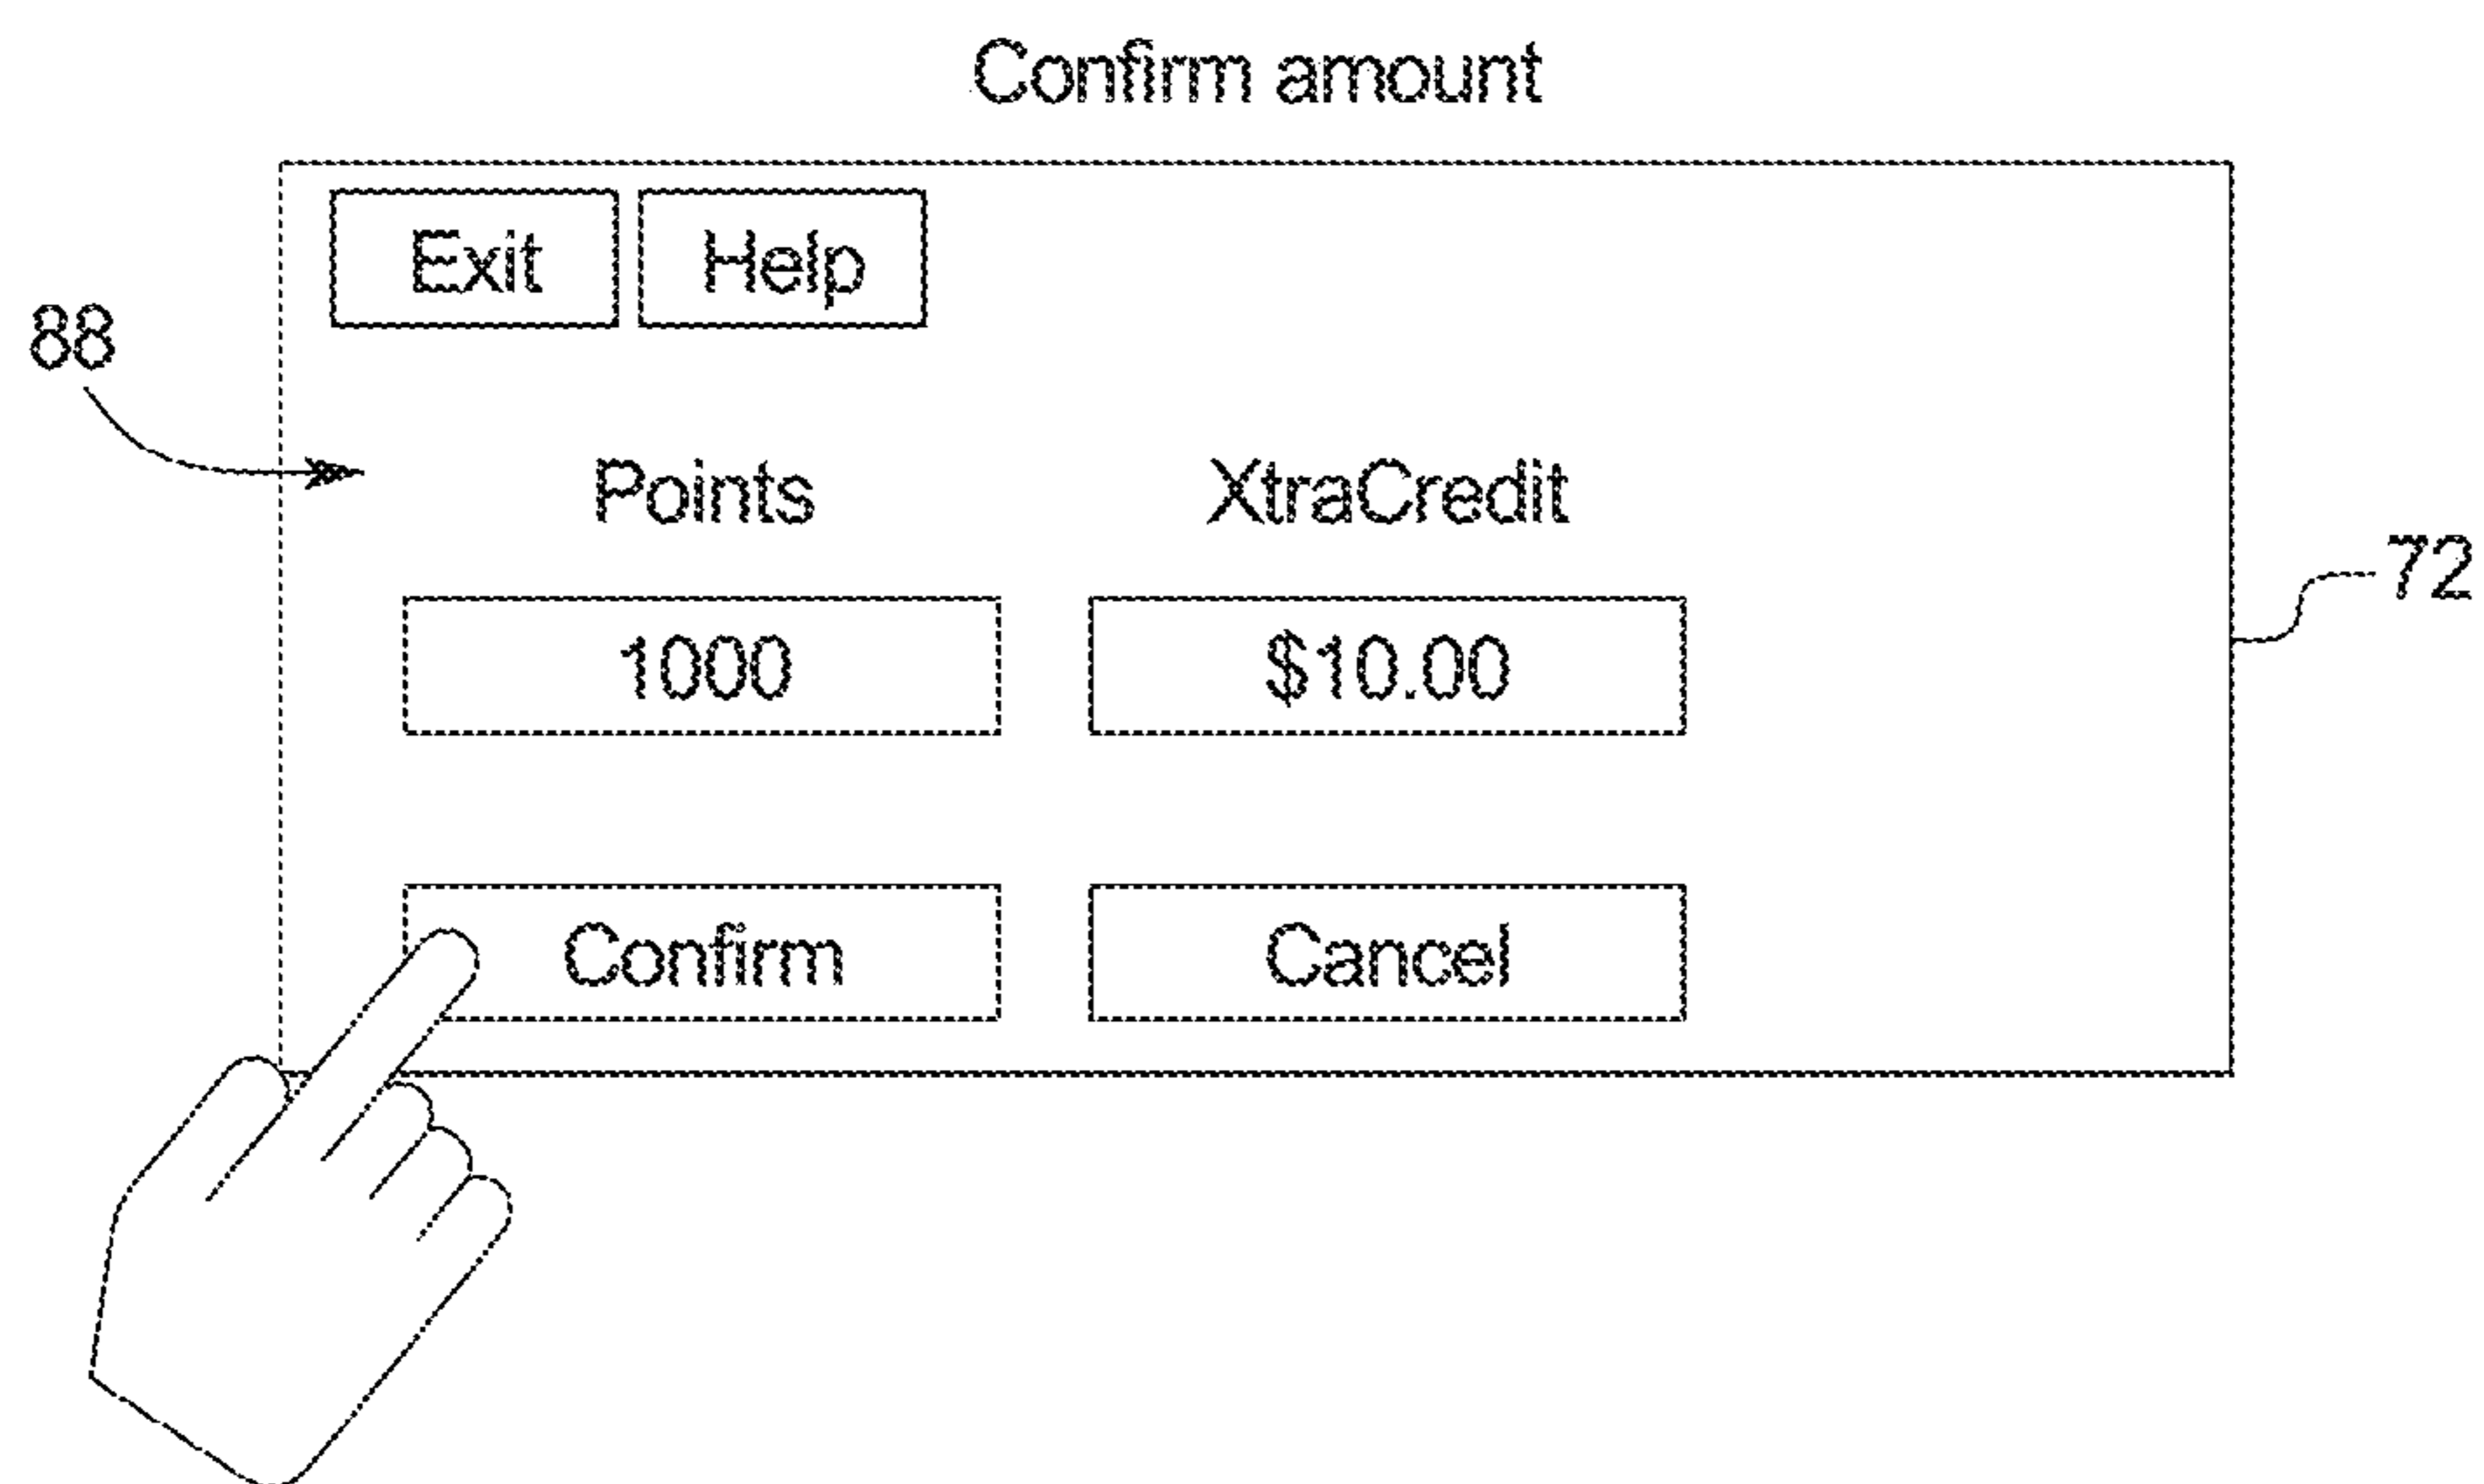 Confirm amount
Exit Help
88
Points XtraCredit
72
1000 $10.00
Confirm Cancel